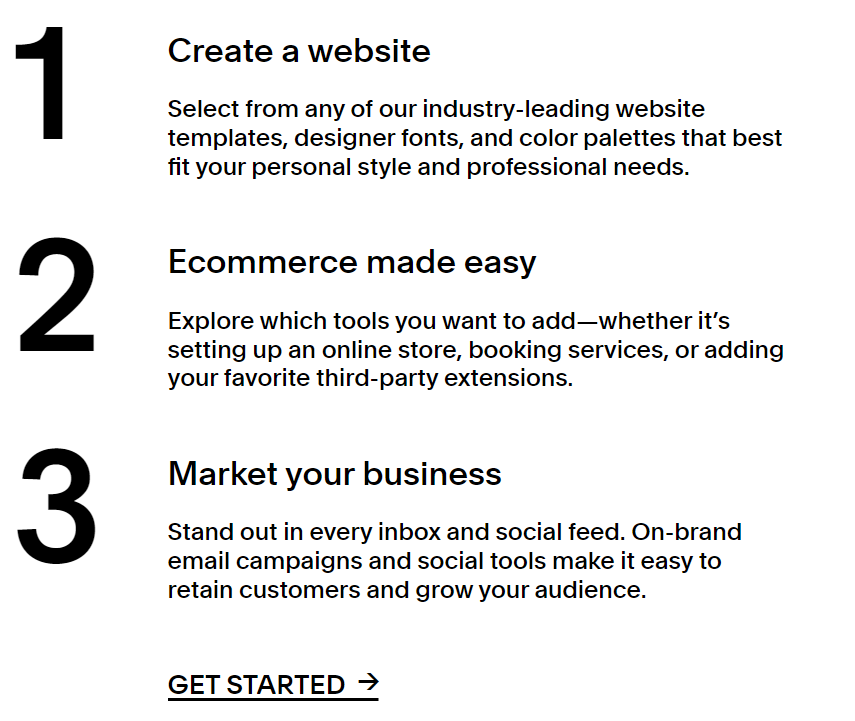 1
Create a website
Select from any of our industry-leading website
templates, designer fonts, and color palettes that best
fit your personal style and professional needs.
2
Ecommerce made easy
Explore which tools you want to add—whether it’s
setting up an online store, booking services, or adding
your favorite third-party extensions.
3
Market your business
Stand out in every inbox and social feed. On-brand
email campaigns and social tools make it easy to
retain customers and grow your audience.
GET STARTED →